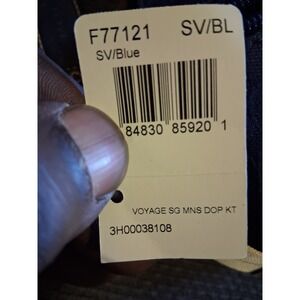 F77121 SV/BL
SV/Blue
84830 85920 1
VOYAGE SG MNS DOP KT
3H00038108